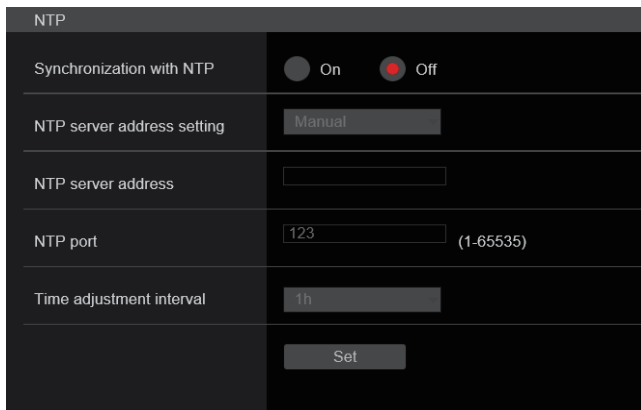 NTP
Synchronization with NTP On Off
NTP server address setting Manual
NTP server address
NTP port 123 (1-65535)
Time adjustment interval 1h
Set